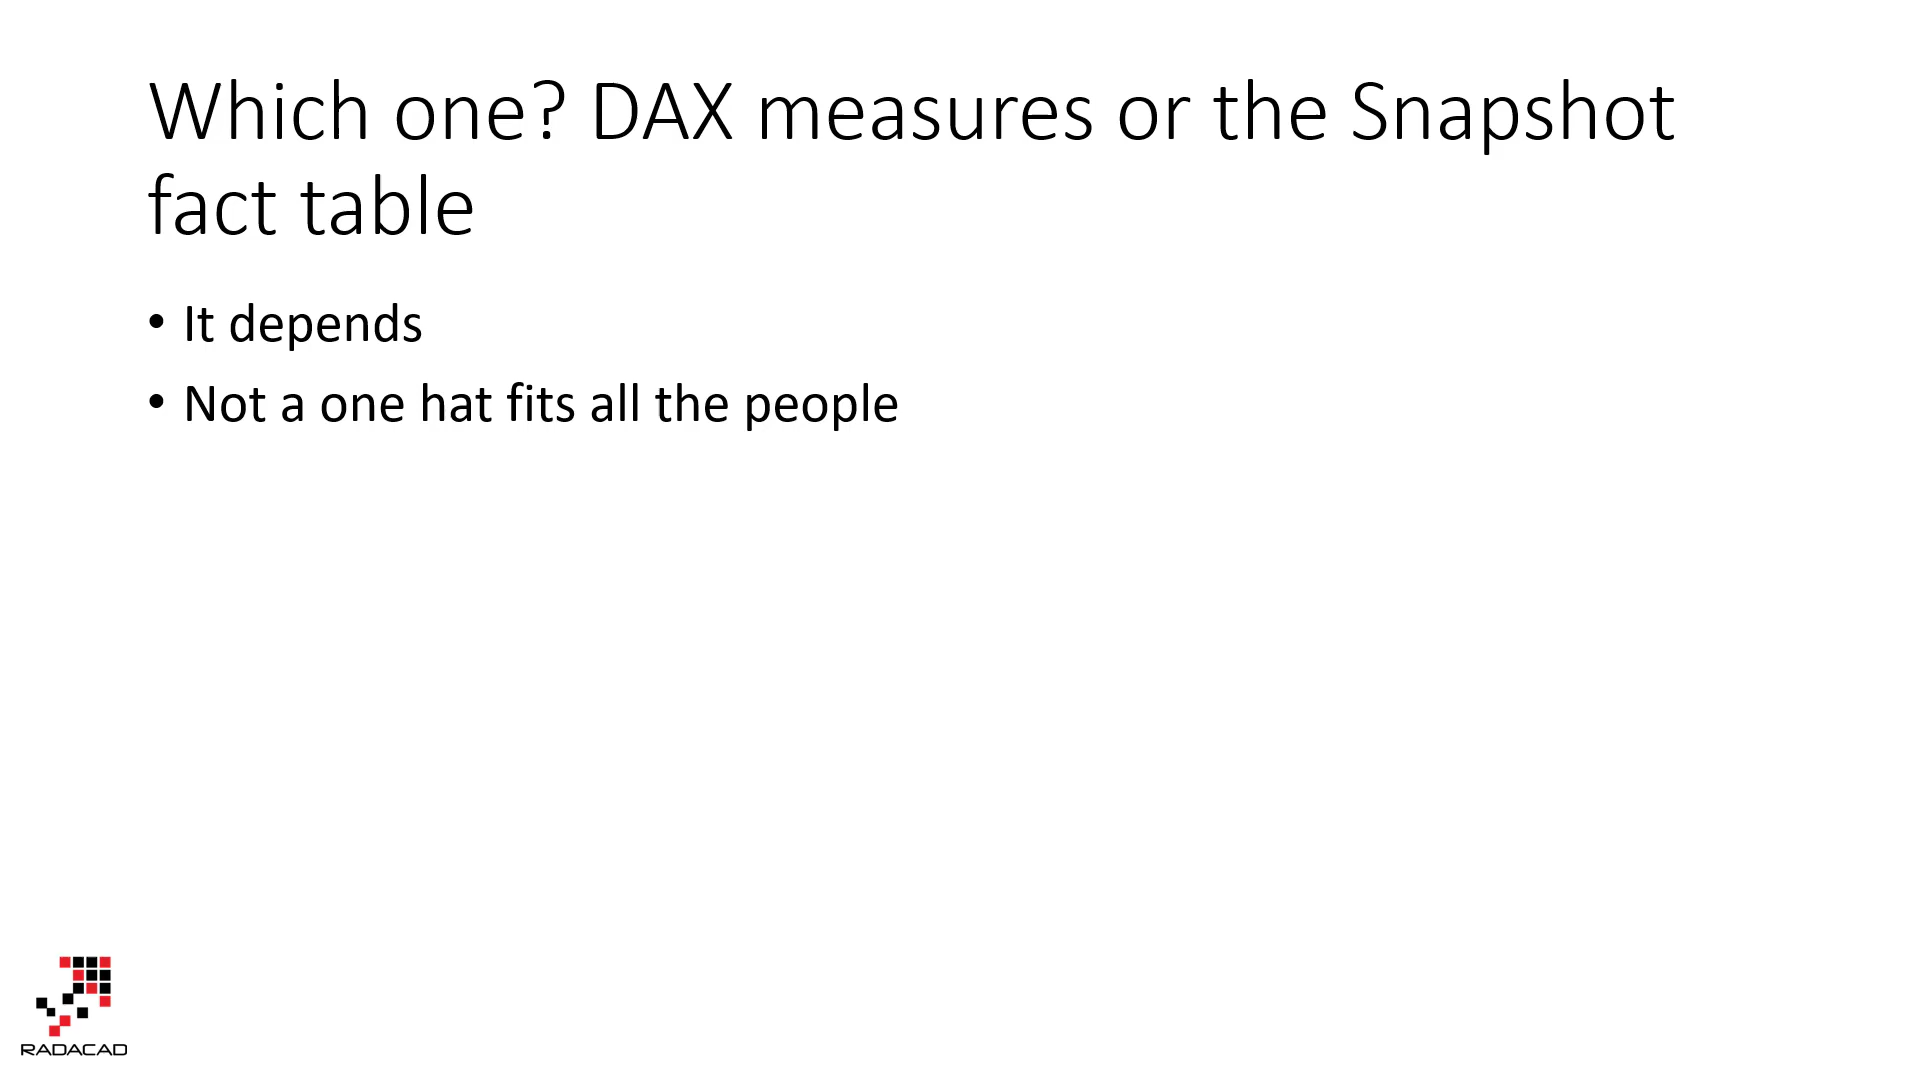 Which one? DAX measures or the Snapshot
fact table
• It depends
• Not a one hat fits all the people
RADACAD